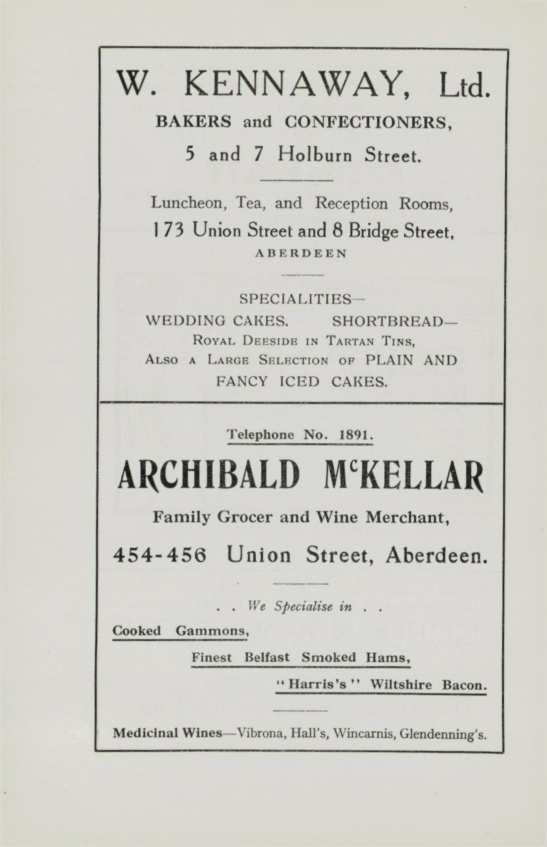 W. KENNAWAY, Ltd.
BAKERS and CONFECTIONERS,
5 and 7 Holburn Street.
Luncheon, Tea, and Reception Rooms,
173 Union Street and 8 Bridge Street,
ABERDEEN
SPECIALITIES—
WEDDING CAKES. SHORTBREAD—
ROYAL DEESIDE IN TARTAN TINS,
ALSO A LARGE SELECTION OF PLAIN AND
FANCY ICED CAKES.
Telephone No. 1891.
ARCHIBALD McKELLAR
Family Grocer and Wine Merchant,
454-456 Union Street, Aberdeen.
. . We Specialise in . .
Cooked Gammons,
Finest Belfast Smoked Hams,
"Harris's" Wiltshire Bacon.
Medicinal Wines—Vibrona, Hall's, Wincarnis, Glendenning's.